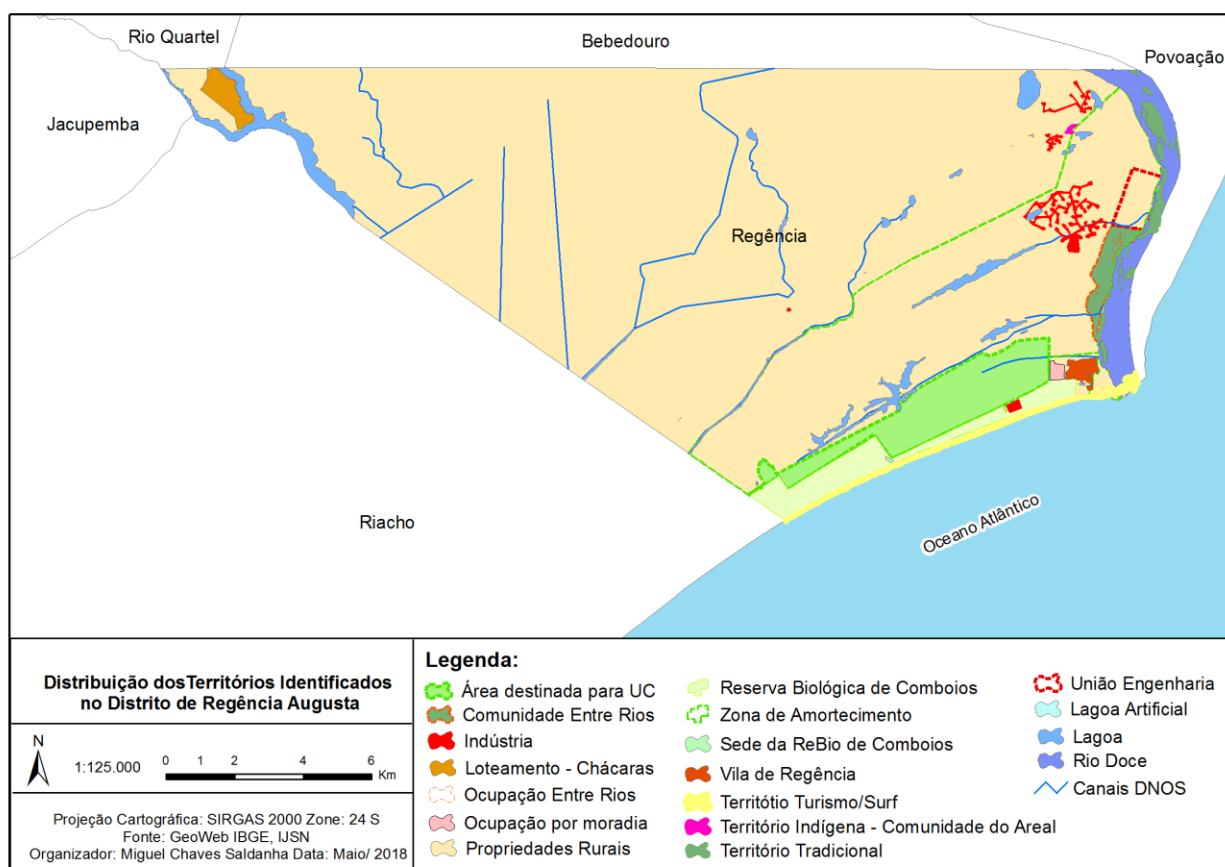 Rio Quartel
Bebedouro
Povoação
Jacupemba
Regência
Riacho
Oceano Atlântico
Distribuição dos Territórios Identificados
no Distrito de Regência Augusta
N
1:125.000
0 1 2 4 6
Km
Projeção Cartográfica: SIRGAS 2000 Zone: 24 S
Fonte: GeoWeb IBGE, IJSN
Organizador: Miguel Chaves Saldanha Data: Maio/ 2018
Legenda:
Área destinada para UC
Comunidade Entre Rios
Indústria
Loteamento - Chácaras
Ocupação Entre Rios
Ocupação por moradia
Propriedades Rurais
Reserva Biológica de Comboios
Zona de Amortecimento
Sede da ReBio de Comboios
Vila de Regência
Territótio Turismo/Surf
Território Indígena - Comunidade do Areal
Território Tradicional
União Engenharia
Lagoa Artificial
Lagoa
Rio Doce
Canais DNOS